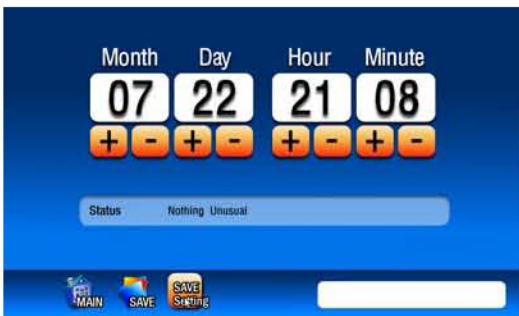 Month Day Hour Minute
07 22 21 08
+ - + - + - + -
Status Nothing Unusual
SAVE
MAIN SAVE Setting